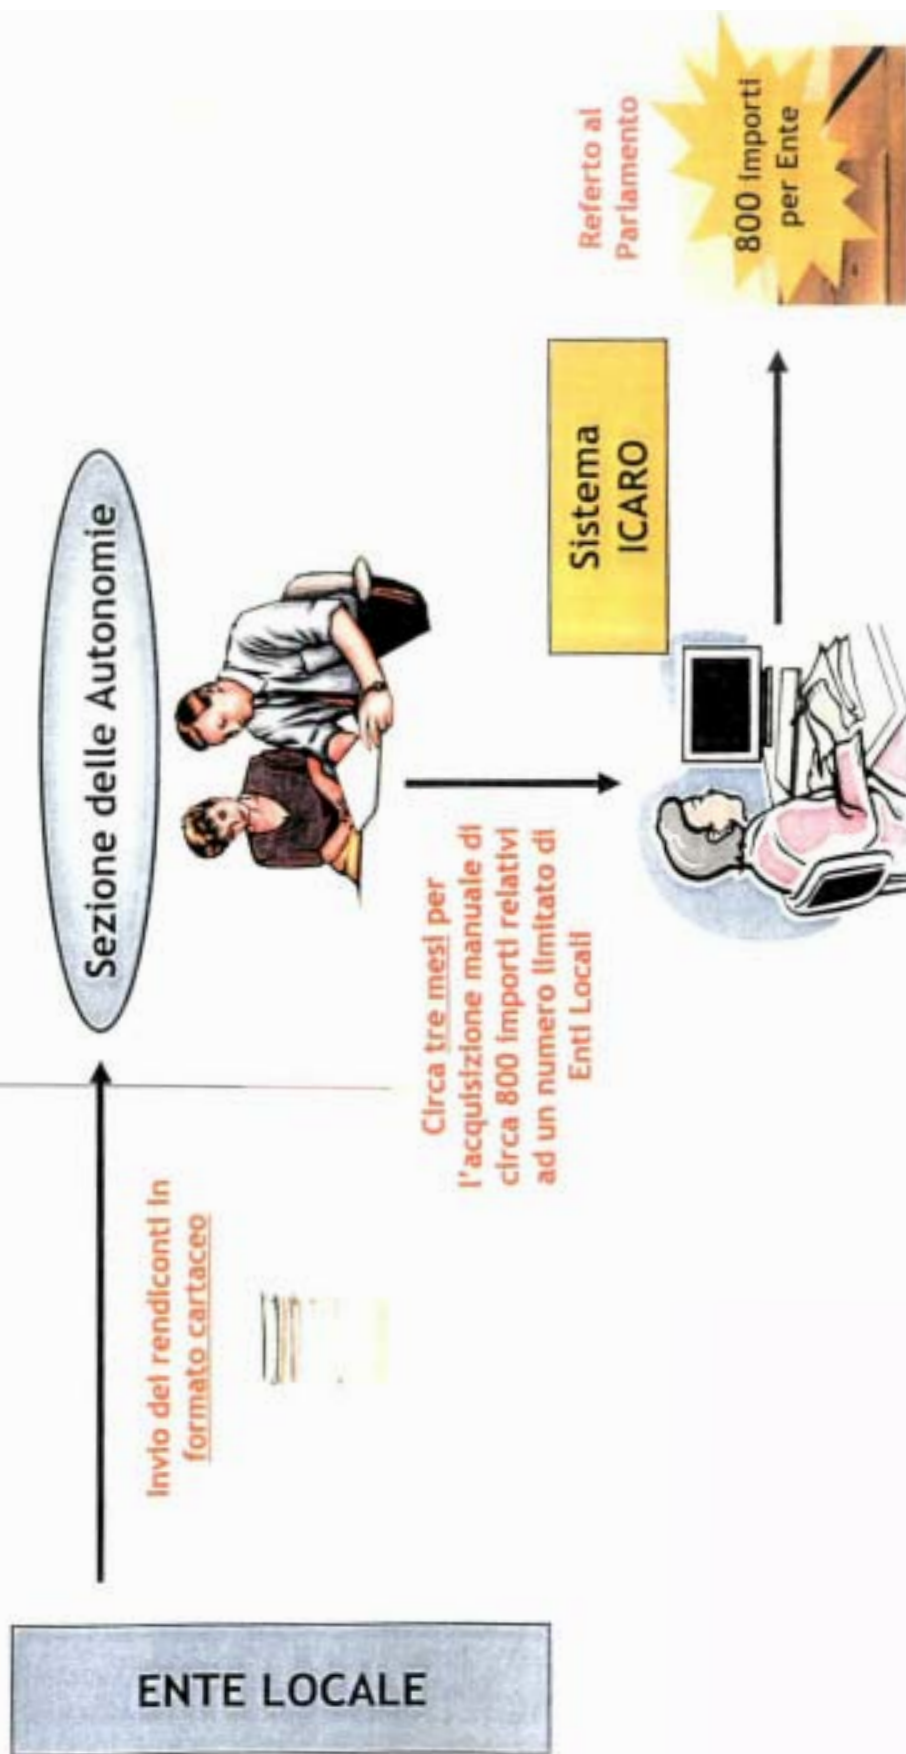 ENTE LOCALE
Invio dei rendiconti in
formato cartaceo
Sezione delle Autonomie
Circa tre mesi per
l'acquisizione manuale di
circa 800 importi relativi
ad un numero limitato di
Enti Locali
Sistema
ICARO
Referto al
Parlamento
800 importi
per Ente